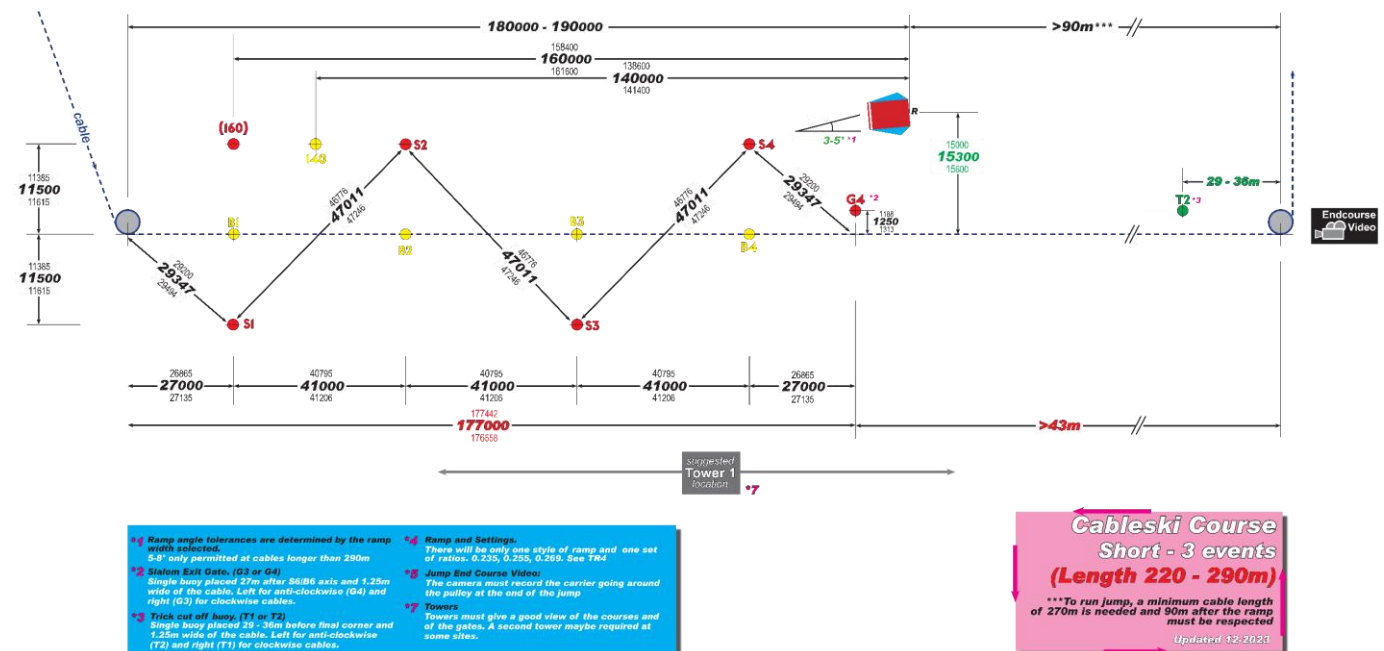 180000 - 190000
>90m***
158400
160000
161600
138600
140000
141400
cable
(160)
140
S2
S4
R
3-5° *1
15000
15300
15600
29 - 36m
T2 *3
G4 *2
1188
1250
1313
Endcourse
Video
11385
11500
11615
11385
11500
11615
B1
B2
B3
B4
46776
47011
47246
46776
47011
47246
46776
47011
47246
29200
29347
29494
29200
29347
29494
S1
S3
26865
27000
27135
40795
41000
41206
40795
41000
41206
40795
41000
41206
26865
27000
27135
177442
177000
176558
>43m
suggested
Tower 1
location
*7
*1 Ramp angle tolerances are determined by the ramp
width selected.
5-8° only permitted at cables longer than 290m
*2 Slalom Exit Gate. (G3 or G4)
Single buoy placed 27m after S6/B6 axis and 1.25m
wide of the cable. Left for anti-clockwise (G4) and
right (G3) for clockwise cables.
*3 Trick cut off buoy. (T1 or T2)
Single buoy placed 29 - 36m before final corner and
1.25m wide of the cable. Left for anti-clockwise
(T2) and right (T1) for clockwise cables.
*4 Ramp and Settings.
There will be only one style of ramp and one set
of ratios. 0.235, 0.255, 0.269. See TR4
*5 Jump End Course Video:
The camera must record the carrier going around
the pulley at the end of the jump
*7 Towers
Towers must give a good view of the courses and
of the gates. A second tower maybe required at
some sites.
Cableski Course
Short - 3 events
(Length 220 - 290m)
***To run jump, a minimum cable length
of 270m is needed and 90m after the ramp
must be respected
Updated 12-2023